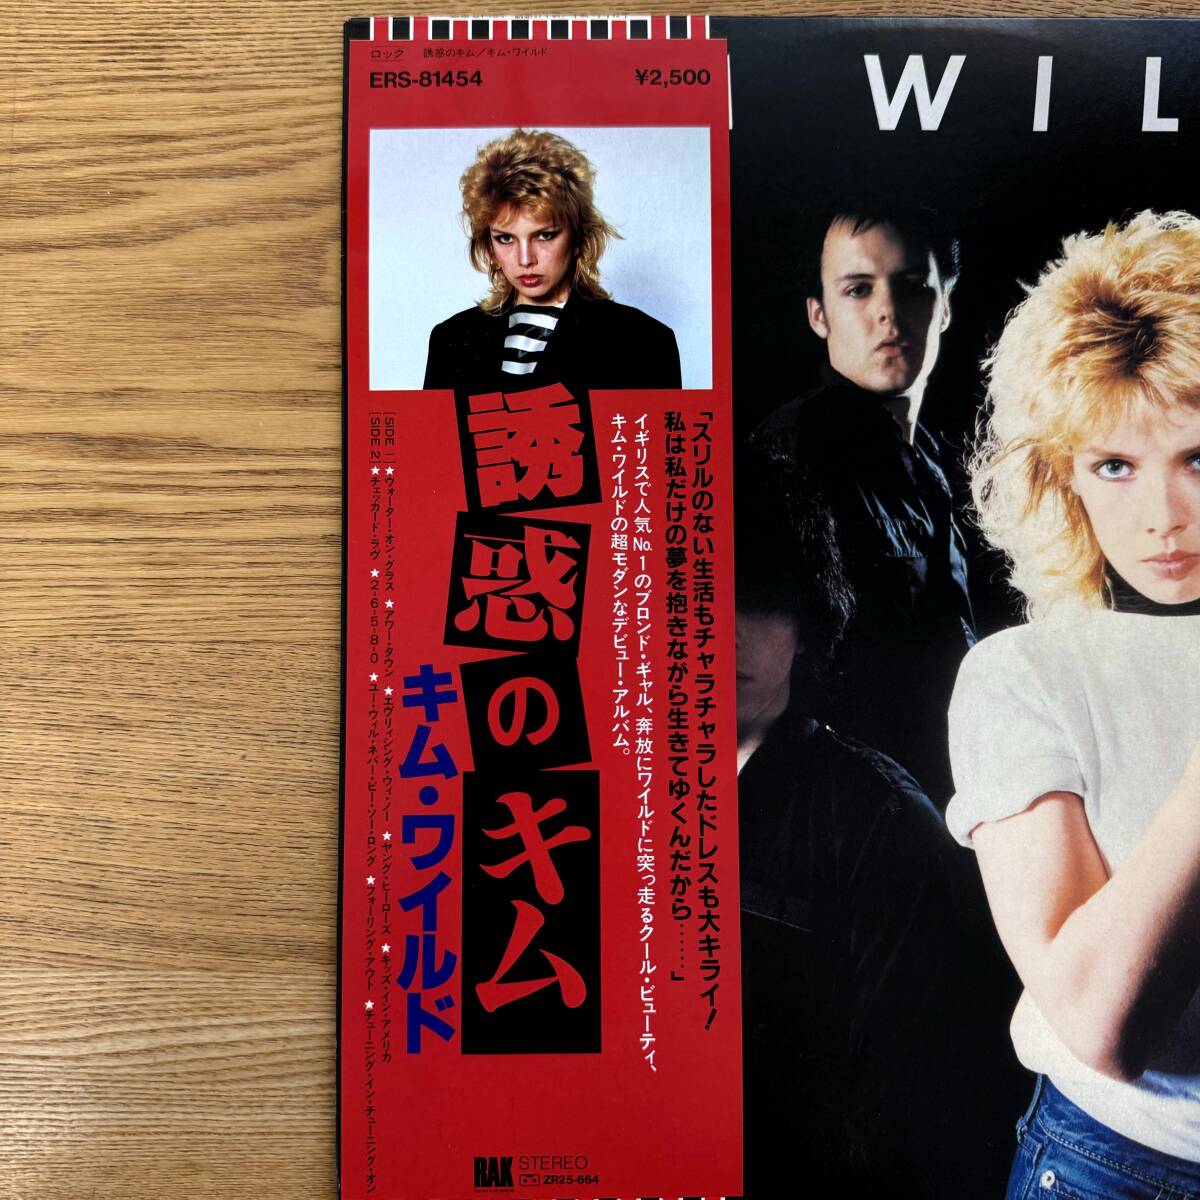 ロック 誘惑のキム／キム・ワイルド
ERS-81454 ¥2,500
WIL
「スリルのない生活もチャラチャラしたドレスも大キライ！
私は私だけの夢を抱きながら生きてゆくんだから……」
イギリスで人気No.1のブロンド・ギャル、奔放にワイルドに突っ走るクール・ビューティ、
キム・ワイルドの超モダンなデビュー・アルバム。
誘惑のキム
キム・ワイルド
[SIDE 1] ★ウォーター・オン・グラス ★アワー・タウン ★エヴリィシング・ウィ・ノー ★ヤング・ヒーローズ ★キッズ・イン・アメリカ
[SIDE 2] ★チェッカード・ラヴ ★2-6-5-8-0 ★ユー・ウィル・ネバー・ビー・ソー・ロング ★フォーリング・アウト ★チューニング・イン・チューニング・オン
RAK STEREO
ZR25-664